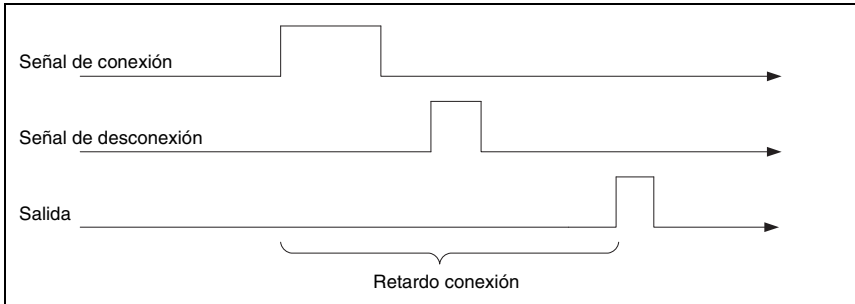 Señal de conexión
Señal de desconexión
Salida
Retardo conexión